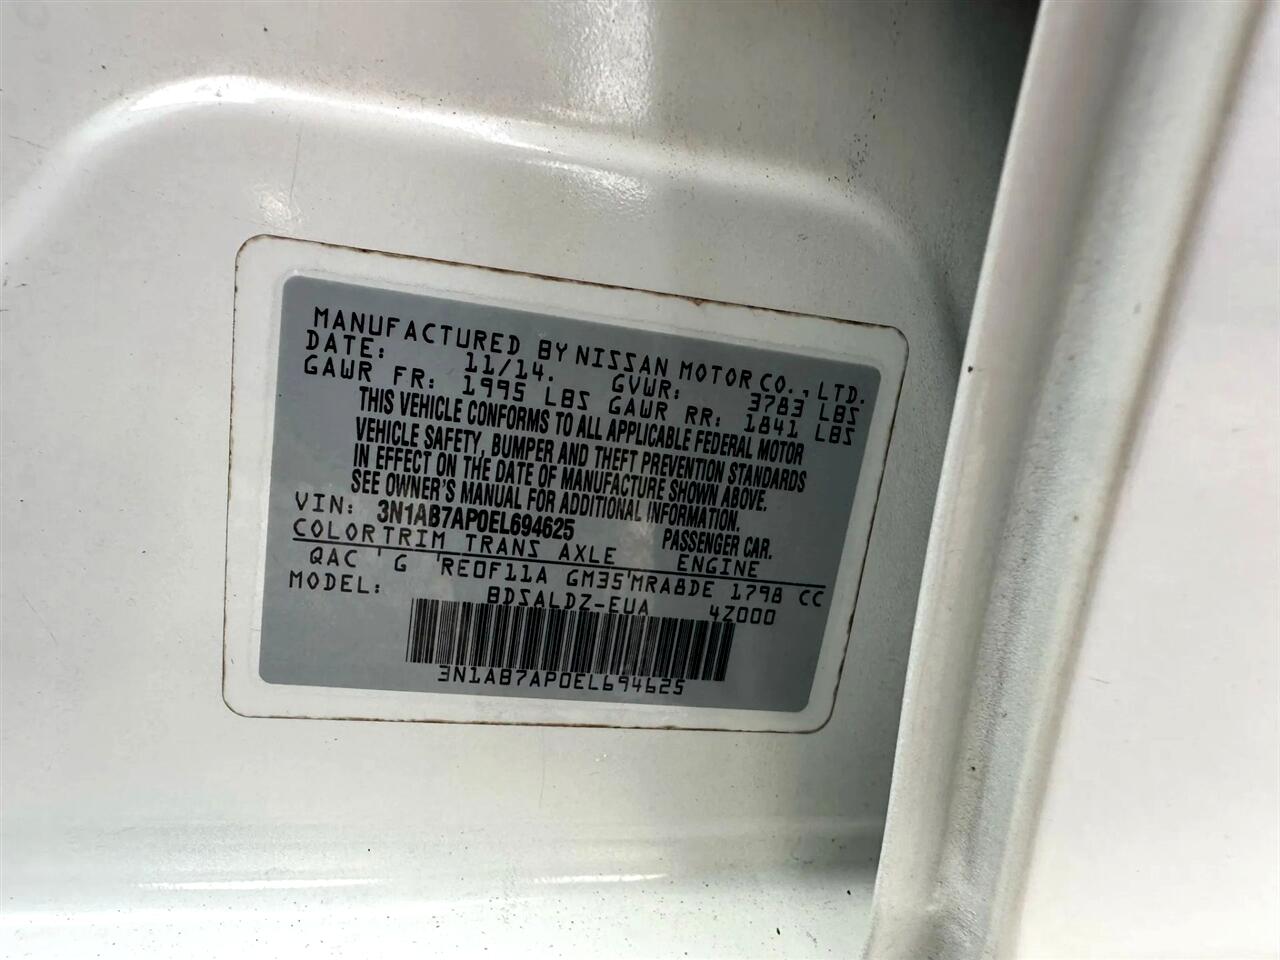 MANUFACTURED BY NISSAN MOTOR CO., LTD.
DATE: 11/14. GVWR: 3783 LBS
GAWR FR: 1995 LBS GAWR RR: 1841 LBS
THIS VEHICLE CONFORMS TO ALL APPLICABLE FEDERAL MOTOR
VEHICLE SAFETY, BUMPER AND THEFT PREVENTION STANDARDS
IN EFFECT ON THE DATE OF MANUFACTURE SHOWN ABOVE.
SEE OWNER'S MANUAL FOR ADDITIONAL INFORMATION.
VIN: 3N1AB7AP0EL694625 PASSENGER CAR.
COLOR TRIM TRANS AXLE ENGINE
QAC 'G 'RE0F11A GM35'MRA8DE 1798 CC
MODEL: BDSALDZ-EUA 42000
3N1AB7AP0EL694625